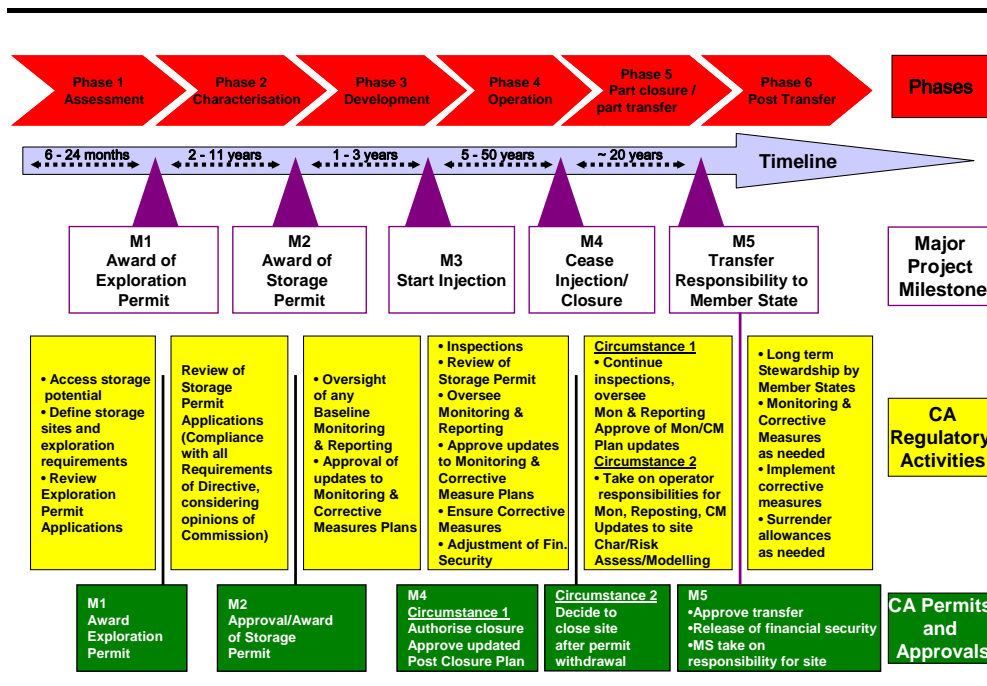 Phase 1
Assessment
Phase 2
Characterisation
Phase 3
Development
Phase 4
Operation
Phase 5
Part closure /
part transfer
Phase 6
Post Transfer
Phases
6 - 24 months
2 - 11 years
1 - 3 years
5 - 50 years
~ 20 years
Timeline
M1
Award of
Exploration
Permit
M2
Award of
Storage
Permit
M3
Start Injection
M4
Cease
Injection/
Closure
M5
Transfer
Responsibility to
Member State
Major
Project
Milestone
• Access storage
potential
• Define storage
sites and
exploration
requirements
• Review
Exploration
Permit
Applications
Review of
Storage
Permit
Applications
(Compliance
with all
Requirements
of Directive,
considering
opinions of
Commission)
• Oversight
of any
Baseline
Monitoring
& Reporting
• Approval of
updates to
Monitoring &
Corrective
Measures Plans
• Inspections
• Review of
Storage Permit
• Oversee
Monitoring &
Reporting
• Approve updates
to Monitoring &
Corrective
Measure Plans
• Ensure Corrective
Measures
• Adjustment of Fin.
Security
Circumstance 1
• Continue
inspections,
oversee
Mon & Reporting
Approve of Mon/CM
Plan updates
Circumstance 2
• Take on operator
responsibilities for
Mon, Reposting, CM
Updates to site
Char/Risk
Assess/Modelling
• Long term
Stewardship by
Member States
• Monitoring &
Corrective
Measures
as needed
• Implement
corrective
measures
• Surrender
allowances
as needed
CA
Regulatory
Activities
M1
Award
Exploration
Permit
M2
Approval/Award
of Storage
Permit
M4
Circumstance 1
Authorise closure
Approve updated
Post Closure Plan
Circumstance 2
Decide to
close site
after permit
withdrawal
M5
•Approve transfer
•Release of financial security
•MS take on
responsibility for site
CA Permits
and
Approvals